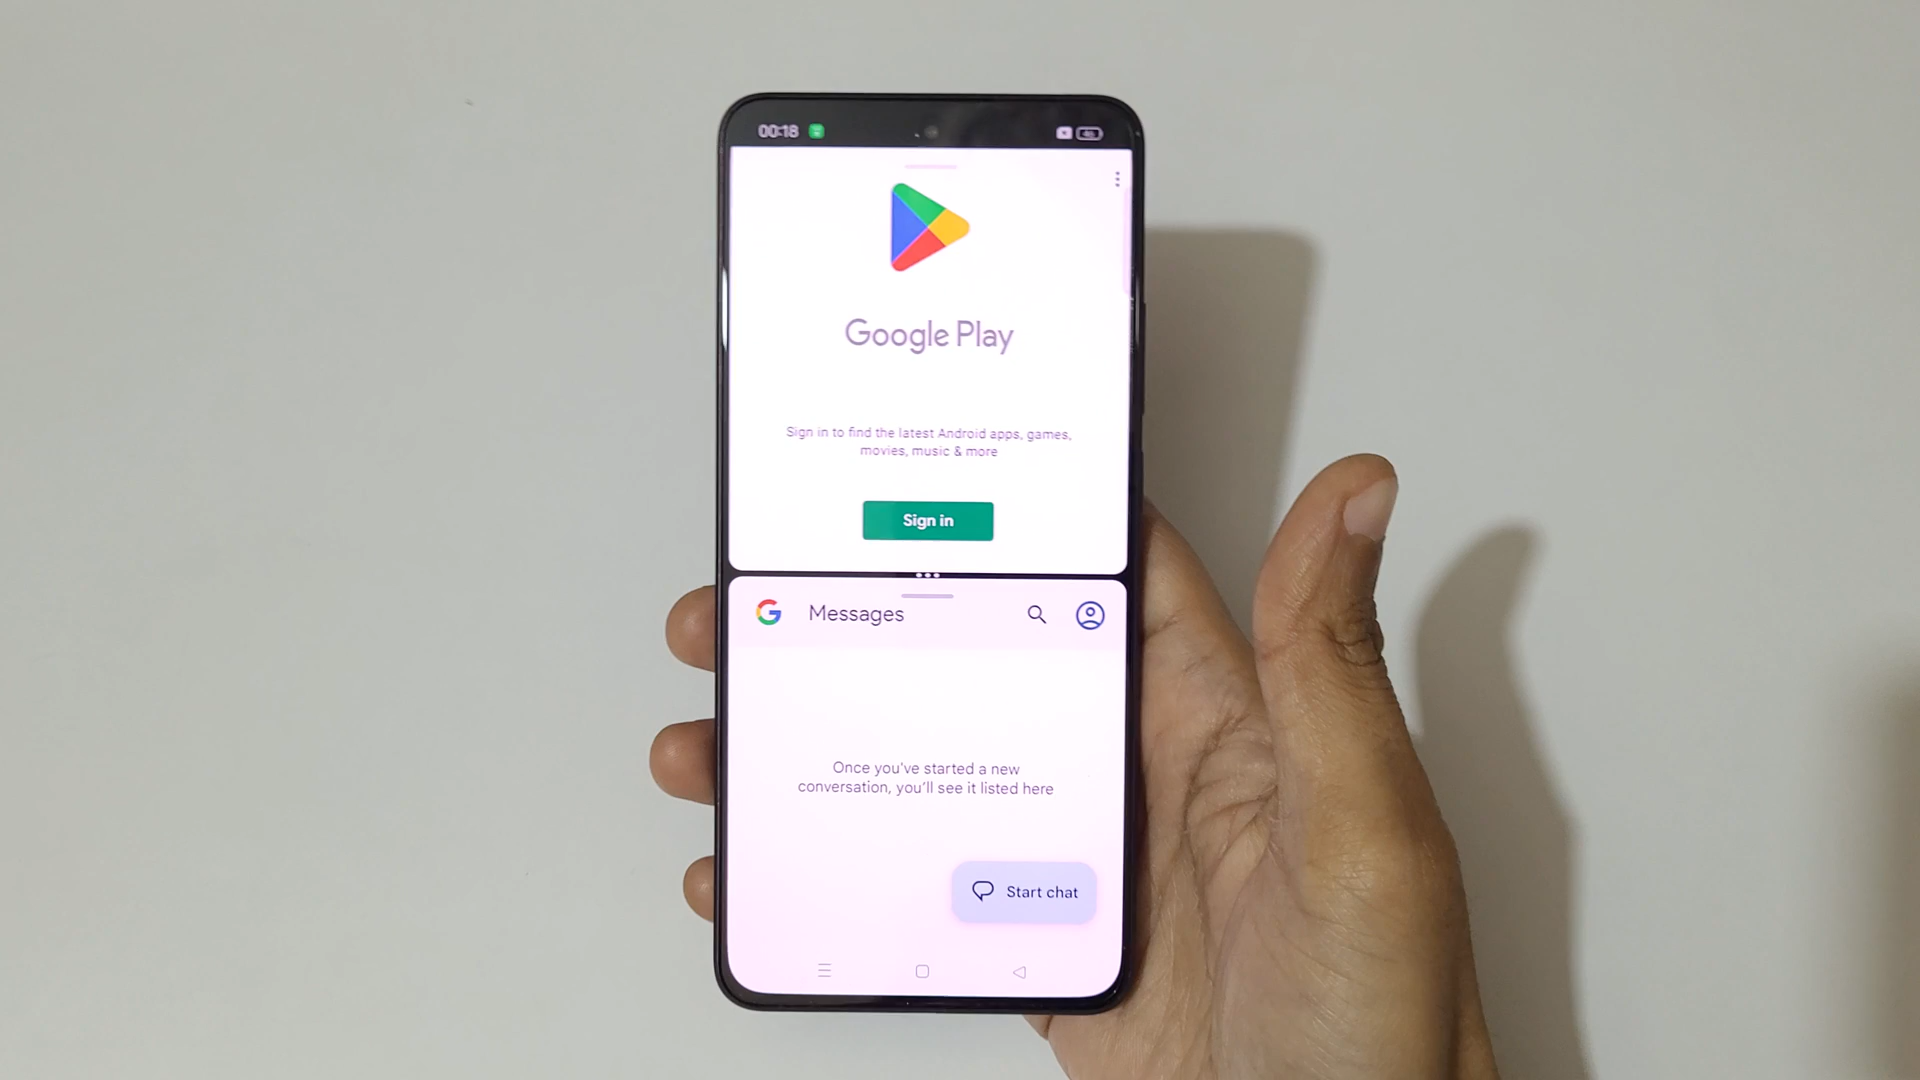 00:18
Google Play
Sign in to find the latest Android apps, games,
movies, music & more
Sign in
G Messages
Once you've started a new
conversation, you'll see it listed here
Start chat